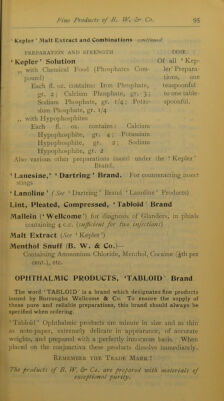 Fine Products of B. W. & Co. 95
' Kepler ' Malt Extract and Combinations—continued
PREPARATION AND STRENGTH DOSE
' Kepler ' Solution Of all ' Kep-
„ with Chemical Food (Phosphates Com- ler' Prepara-
pound) tions, one
Each fl. oz. contains: Iron Phosphate, teaspoonful
gr. 2; Calcium Phosphate, gr. 3; to one table-
Sodium Phosphate, gr. 1/4; Potas- spoonful.
sium Phosphate, gr. 1/4
„ with Hypophosphites
Each fl. oz. contains: Calcium
Hypophosphite, gr. 4; Potassium
Hypophosphite, gr. 2; Sodium
Hypophosphite, gr. 2
Also various other preparations issued under the ' Kepler '
Brand.
' Lanesine,' ' Dartring ' Brand. For counteracting insect
stings
' Lanoline ' (See ' Dartring ' Brand ' Lanoline ' Products)
Lint, Pleated, Compressed, ' Tabloid ' Brand
Mallein (' Wellcome ') for diagnosis of Glanders, in phials
containing 4 c.c. (sufficient for two injections)
Malt Extract (See ' Kepler ')
Menthol Snuff (B. W. & Co.)—
Containing Ammonium Chloride, Menthol, Cocaine
cent.), etc.
OPHTHALMIC PRODUCTS, 'TABLOID' Brand
The word 'TABLOID' is a brand which designates fine products
issued by Burroughs Wellcome & Co. To ensure the supply of
these pure and reliable preparations, this brand should always be
specified when ordering.
' Tabloid ' Ophthalmic products are minute in size and as thin
as note-paper, extremely delicate in appearance, of accurate
weights, and prepared with a perfectly innocuous basis. When
placed on the conjunctiva these products dissolve immediately.
REMEMBER THE TRADE MARK!
The products of B. W. & Co. are prepared with materials of
exceptional purity.